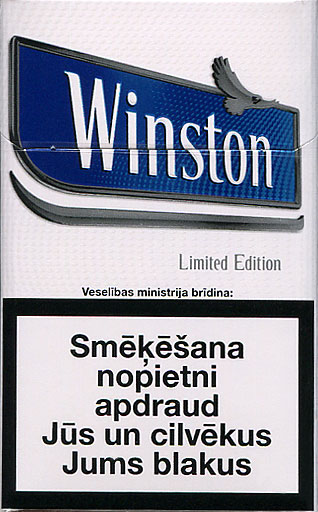 Winston
Limited Edition
Veselības ministrija brīdina:
Smēķēšana
nopietni
apdraud
Jūs un cilvēkus
Jums blakus